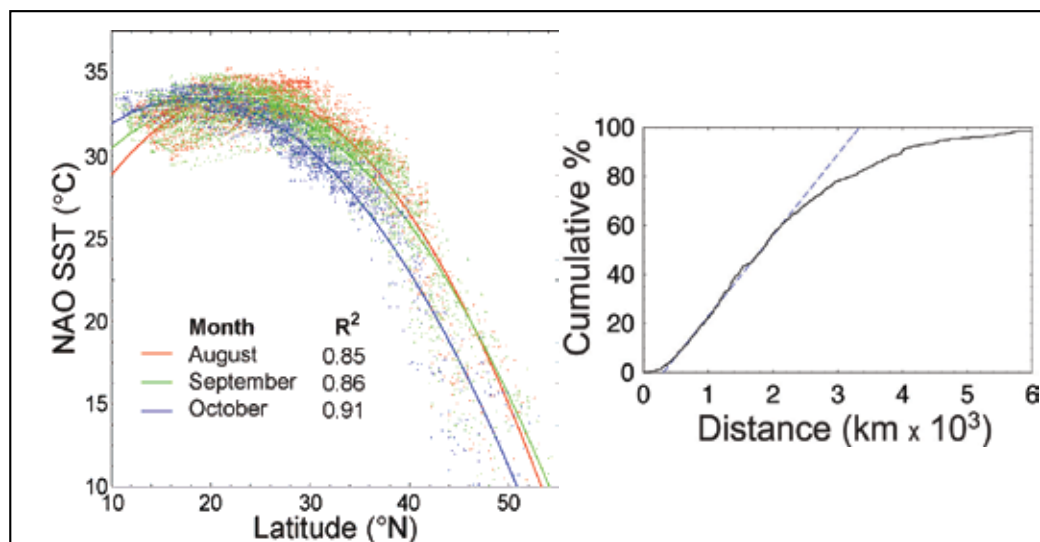 NAO SST (°C)
35
30
25
20
15
10
Month R²
August 0.85
September 0.86
October 0.91
10 20 30 40 50
Latitude (°N)
Cumulative %
100
80
60
40
20
0
0 1 2 3 4 5 6
Distance (km x 10³)